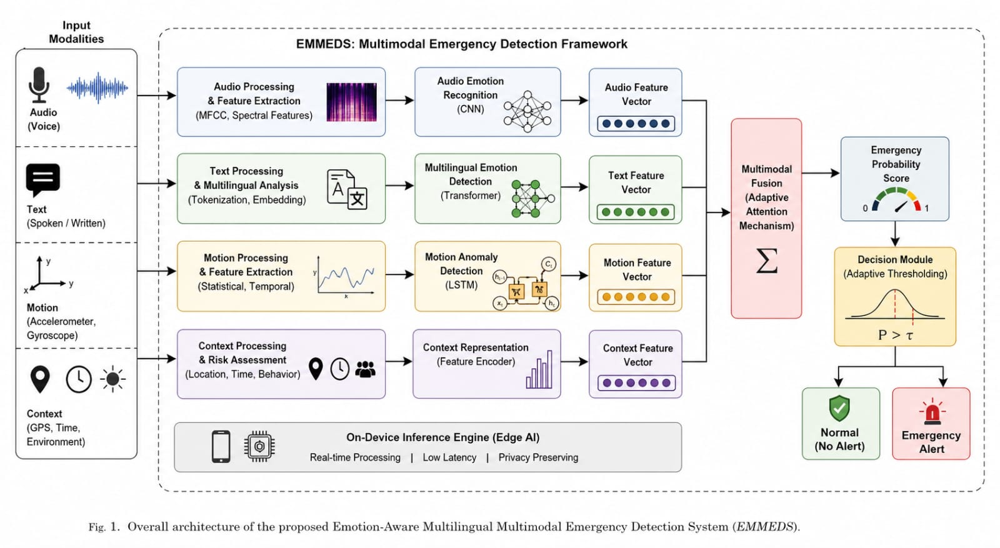 Input
Modalities
EMMEDS: Multimodal Emergency Detection Framework
Audio
(Voice)
Text
(Spoken / Written)
y
y
x
Motion
(Accelerometer,
Gyroscope)
Context
(GPS, Time,
Environment)
Audio Processing
& Feature Extraction
(MFCC, Spectral Features)
Audio Emotion
Recognition
(CNN)
Audio Feature
Vector
Text Processing
& Multilingual Analysis
(Tokenization, Embedding)
A
文
Multilingual Emotion
Detection
(Transformer)
Text Feature
Vector
Motion Processing
& Feature Extraction
(Statistical, Temporal)
y
x
Motion Anomaly
Detection
(LSTM)
hₜ₋₁
Cₜ
xₜ
hₜ
Motion Feature
Vector
Context Processing
& Risk Assessment
(Location, Time, Behavior)
Context Representation
(Feature Encoder)
Context Feature
Vector
On-Device Inference Engine (Edge AI)
Real-time Processing | Low Latency | Privacy Preserving
Multimodal
Fusion
(Adaptive
Attention
Mechanism)
Σ
Emergency
Probability
Score
0 1
Decision Module
(Adaptive Thresholding)
P > τ
Normal
(No Alert)
Emergency
Alert
Fig. 1. Overall architecture of the proposed Emotion-Aware Multilingual Multimodal Emergency Detection System (EMMEDS).